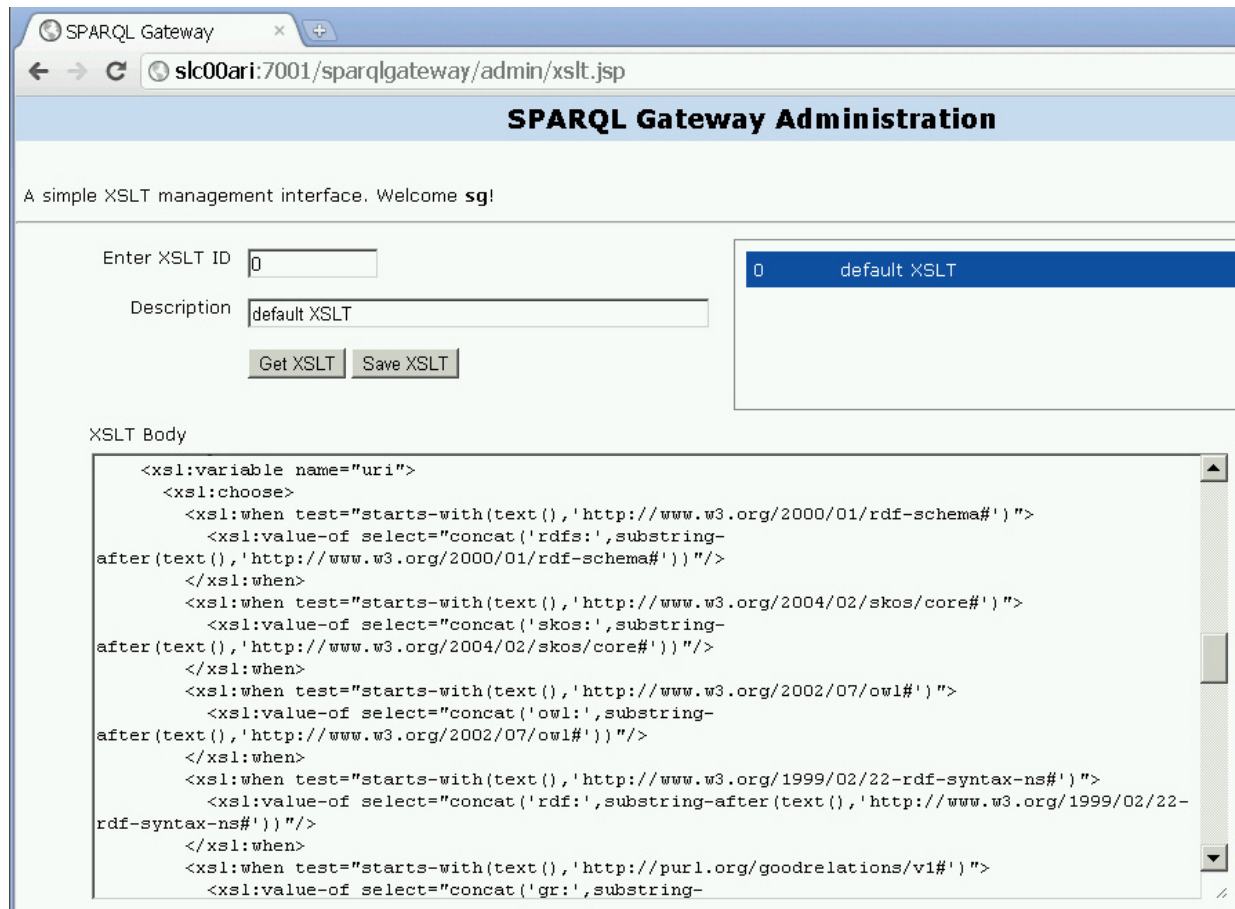 SPARQL Gateway
slc00ari:7001/sparqlgateway/admin/xslt.jsp
SPARQL Gateway Administration
A simple XSLT management interface. Welcome sg!
Enter XSLT ID 0
0 default XSLT
Description default XSLT
Get XSLT Save XSLT
XSLT Body
<xsl:variable name="uri">
<xsl:choose>
<xsl:when test="starts-with(text(),'http://www.w3.org/2000/01/rdf-schema#')">
<xsl:value-of select="concat('rdfs:',substring-
after(text(),'http://www.w3.org/2000/01/rdf-schema#'))"/>
</xsl:when>
<xsl:when test="starts-with(text(),'http://www.w3.org/2004/02/skos/core#')">
<xsl:value-of select="concat('skos:',substring-
after(text(),'http://www.w3.org/2004/02/skos/core#'))"/>
</xsl:when>
<xsl:when test="starts-with(text(),'http://www.w3.org/2002/07/owl#')">
<xsl:value-of select="concat('owl:',substring-
after(text(),'http://www.w3.org/2002/07/owl#'))"/>
</xsl:when>
<xsl:when test="starts-with(text(),'http://www.w3.org/1999/02/22-rdf-syntax-ns#')">
<xsl:value-of select="concat('rdf:',substring-after(text(),'http://www.w3.org/1999/02/22-
rdf-syntax-ns#'))"/>
</xsl:when>
<xsl:when test="starts-with(text(),'http://purl.org/goodrelations/v1#')">
<xsl:value-of select="concat('gr:',substring-